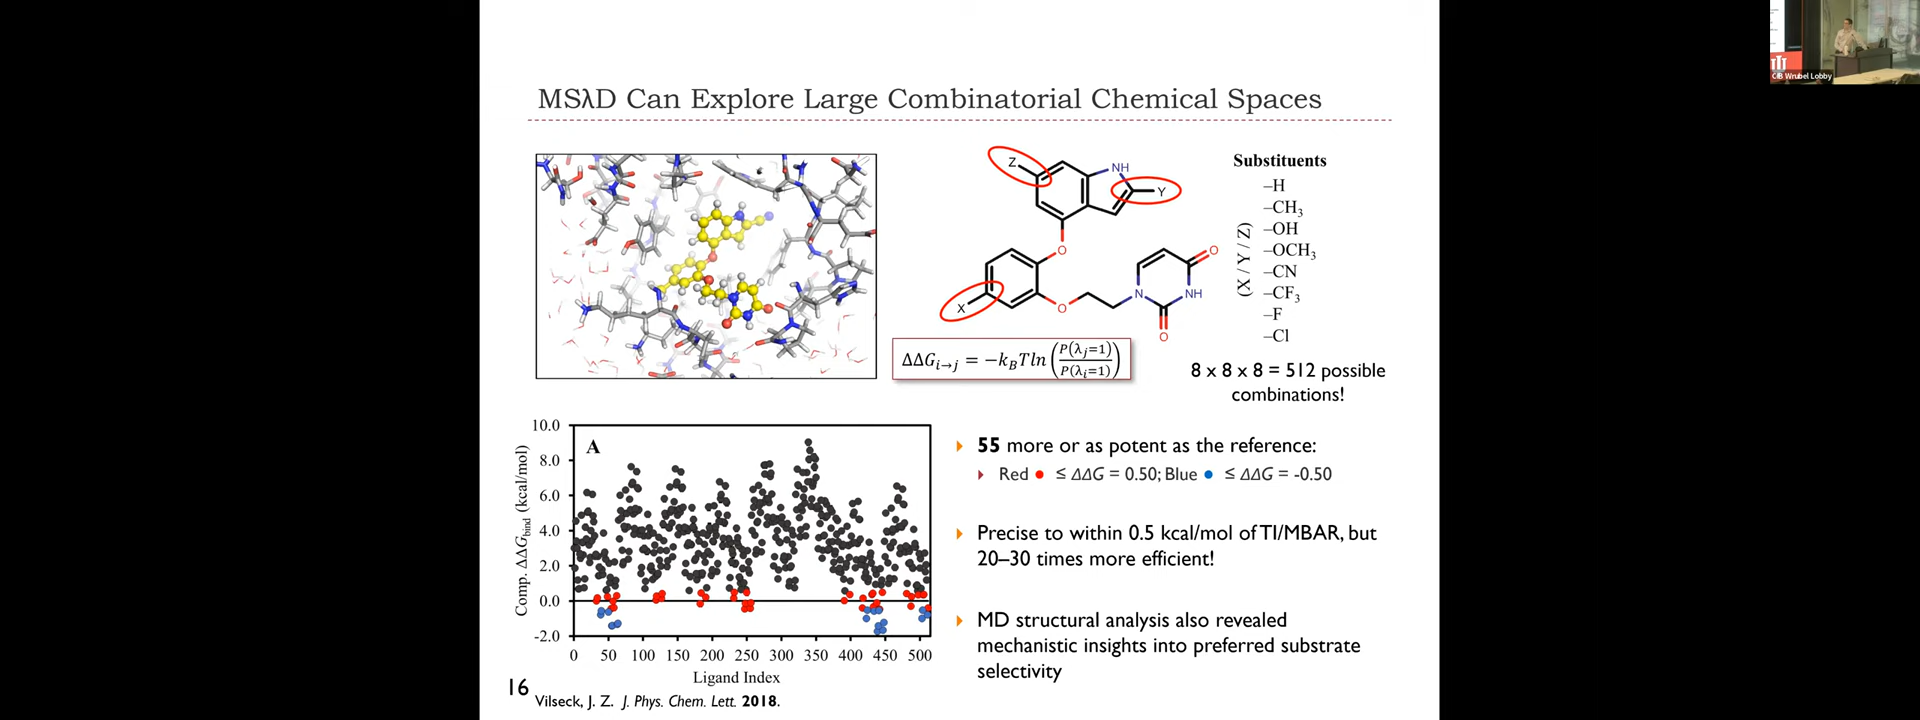 CIB Wrubel Lobby
MSλD Can Explore Large Combinatorial Chemical Spaces
Z
NH
Y
O
X
O
N
NH
O
O
Substituents
(X / Y / Z)
–H
–CH₃
–OH
–OCH₃
–CN
–CF₃
–F
–Cl
ΔΔGᵢ→ⱼ = −k_BTln(P(λⱼ=1)/P(λᵢ=1))
8 x 8 x 8 = 512 possible
combinations!
A
Comp. ΔΔG_bind (kcal/mol)
10.0
8.0
6.0
4.0
2.0
0.0
-2.0
0 50 100 150 200 250 300 350 400 450 500
Ligand Index
55 more or as potent as the reference:
Red ● ≤ ΔΔG = 0.50; Blue ● ≤ ΔΔG = -0.50
Precise to within 0.5 kcal/mol of TI/MBAR, but
20–30 times more efficient!
MD structural analysis also revealed
mechanistic insights into preferred substrate
selectivity
16
Vilseck, J. Z. J. Phys. Chem. Lett. 2018.